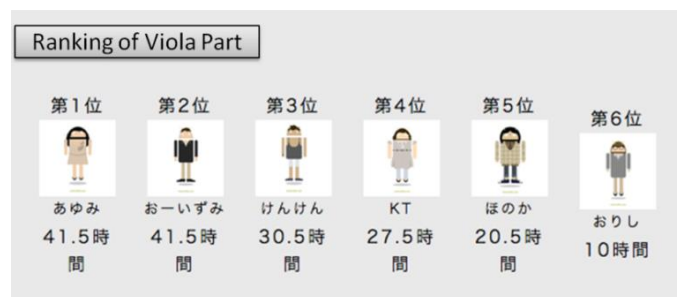 Ranking of Viola Part
第1位
あゆみ
41.5時
間
第2位
おーいずみ
41.5時
間
第3位
けんけん
30.5時
間
第4位
KT
27.5時
間
第5位
ほのか
20.5時
間
第6位
おりし
10時間